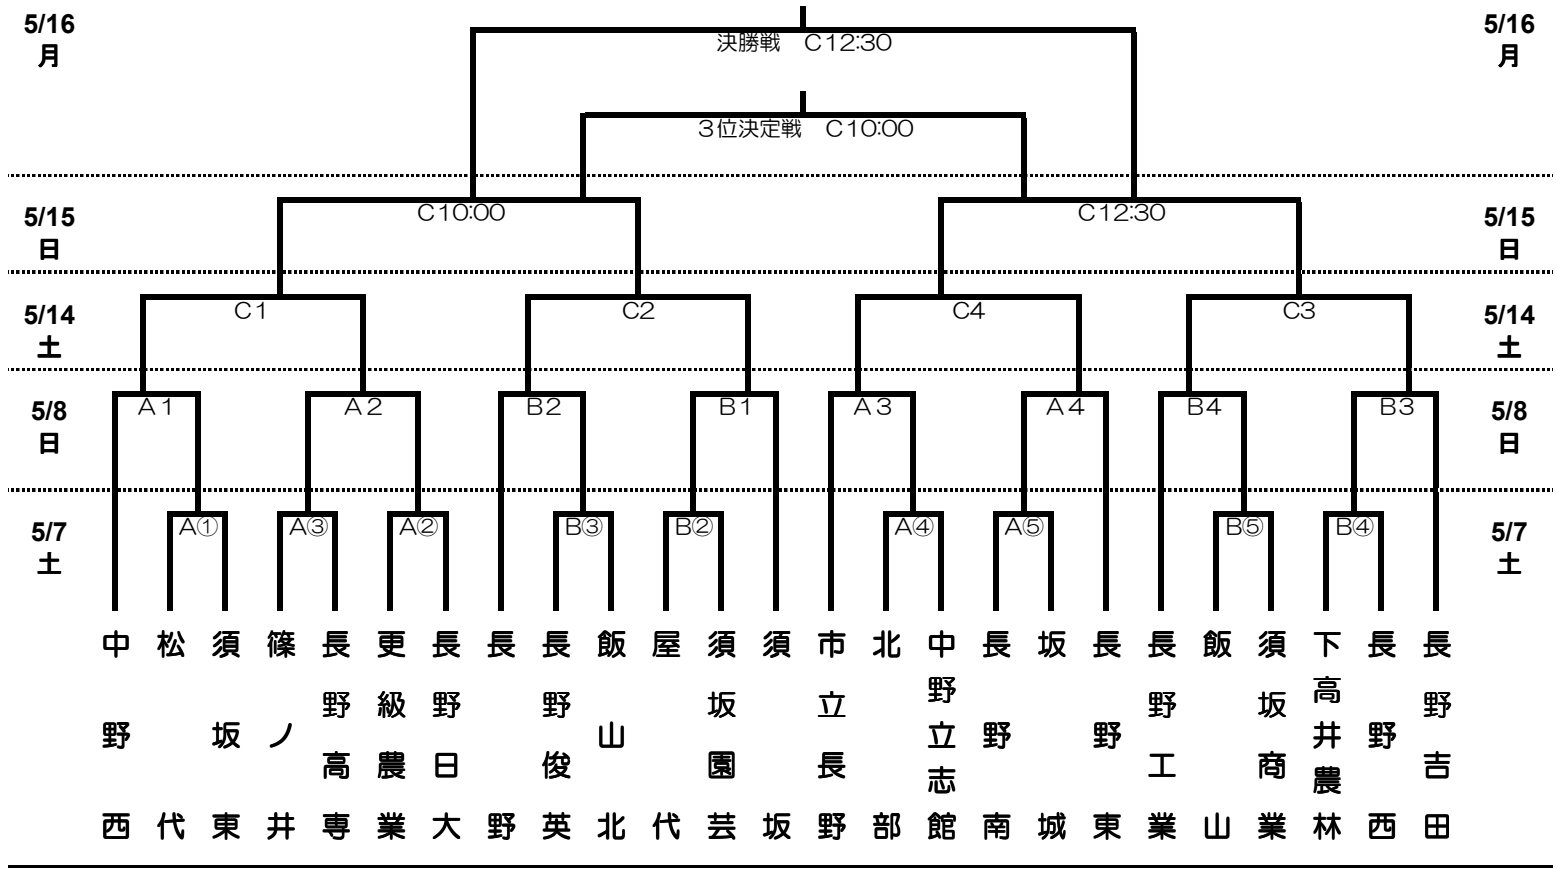 5/16
月
決勝戦　C12:30
5/16
月
３位決定戦　C10:00
5/15
日
C10:00
C12:30
5/15
日
5/14
土
C1
C2
C4
C3
5/14
土
5/8
日
A1
A2
B2
B1
A3
A4
B4
B3
5/8
日
5/7
土
A①
A③
A②
B③
B②
A④
A⑤
B⑤
B④
5/7
土
中野西
松代
須坂東
篠ノ井
長野高専
更級農業
長野日大
長野
長野俊英
飯山北
屋代
須坂園芸
須坂
市立長野
北部
中野立志館
長野南
坂城
長野東
長野工業
飯山
須坂商業
下高井農林
長野西
長野吉田